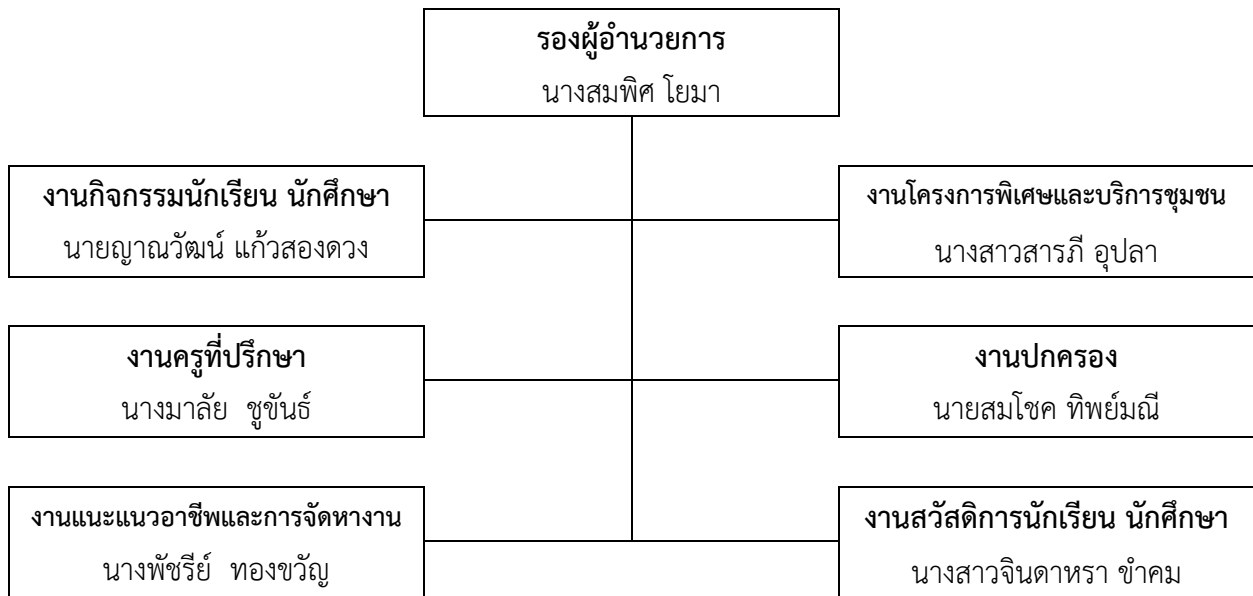 รองผู้อำนวยการ
นางสมพิศ โยมา
งานกิจกรรมนักเรียน นักศึกษา
นายญาณวัฒน์ แก้วสองดวง
งานโครงการพิเศษและบริการชุมชน
นางสาวสารภี อุปลา
งานครูที่ปรึกษา
นางมาลัย ชูขันธ์
งานปกครอง
นายสมโชค ทิพย์มณี
งานแนะแนวอาชีพและการจัดหางาน
นางพัชรีย์ ทองขวัญ
งานสวัสดิการนักเรียน นักศึกษา
นางสาวจินดาหรา ขำคม